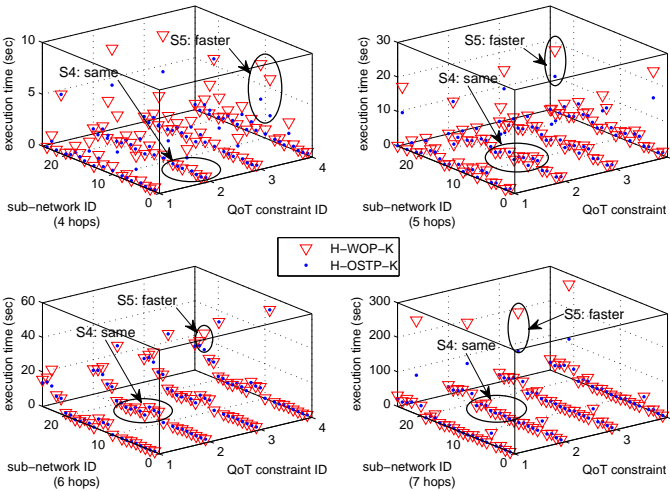 10
5
0
execution time (sec)
S5: faster
S4: same
20
10
0
1
2
3
4
sub-network ID
(4 hops)
QoT constraint ID
30
20
10
0
execution time (sec)
S5: faster
S4: same
20
10
0
1
2
3
4
sub-network ID
(5 hops)
QoT constraint ID
H-WOP-K
H-OSTP-K
60
40
20
0
execution time (sec)
S5: faster
S4: same
20
10
0
1
2
3
4
sub-network ID
(6 hops)
QoT constraint ID
300
200
100
0
execution time (sec)
S5: faster
S4: same
20
10
0
1
2
3
4
sub-network ID
(7 hops)
QoT constraint ID